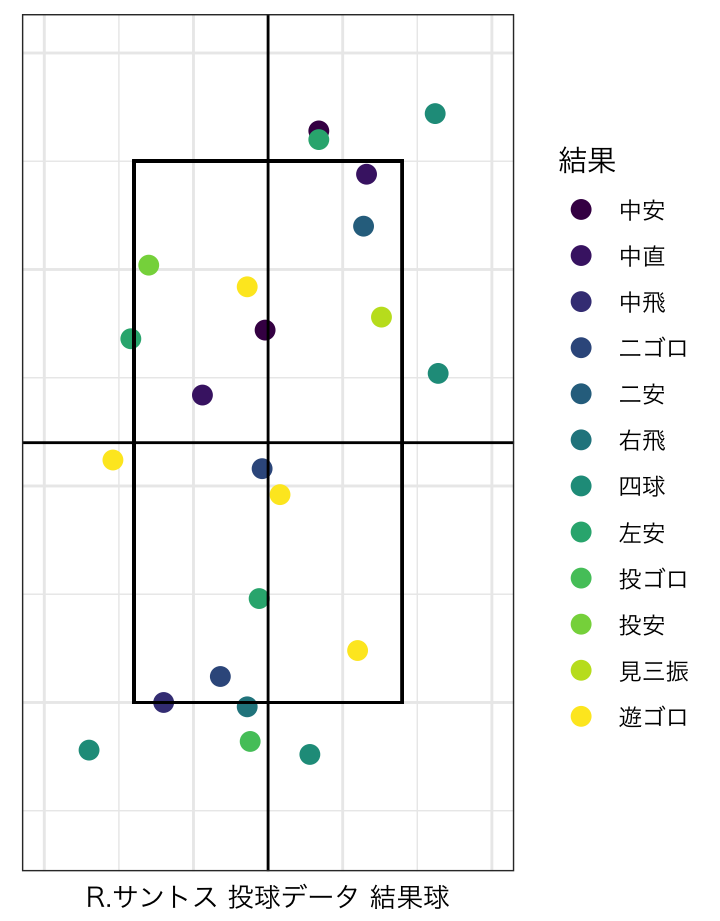 結果
中安
中直
中飛
二ゴロ
二安
右飛
四球
左安
投ゴロ
投安
見三振
遊ゴロ
R.サントス 投球データ 結果球